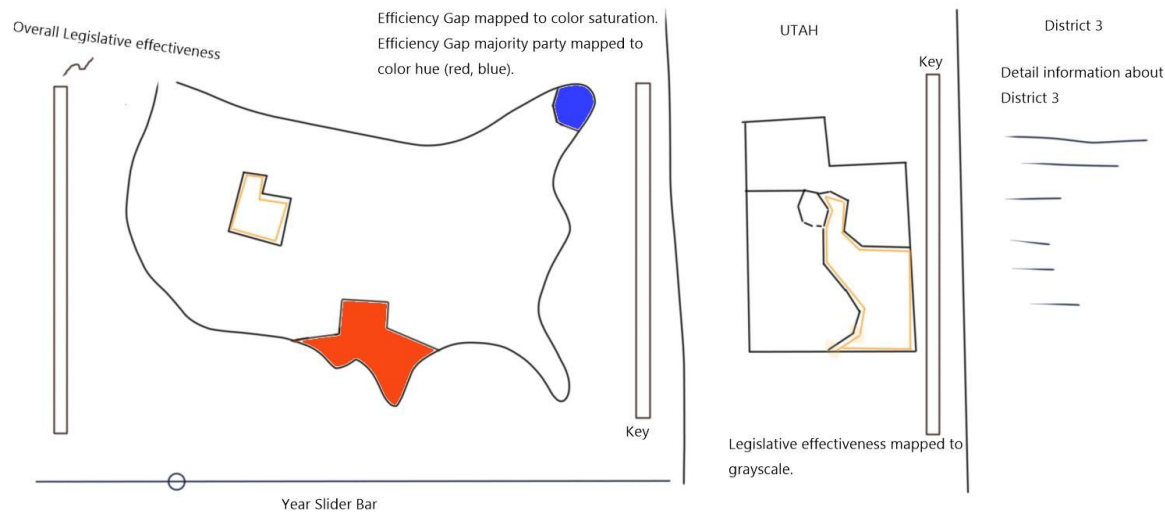 Overall Legislative effectiveness
Efficiency Gap mapped to color saturation.
Efficiency Gap majority party mapped to
color hue (red, blue).
Key
Year Slider Bar
UTAH
Key
Legislative effectiveness mapped to
grayscale.
District 3
Detail information about
District 3